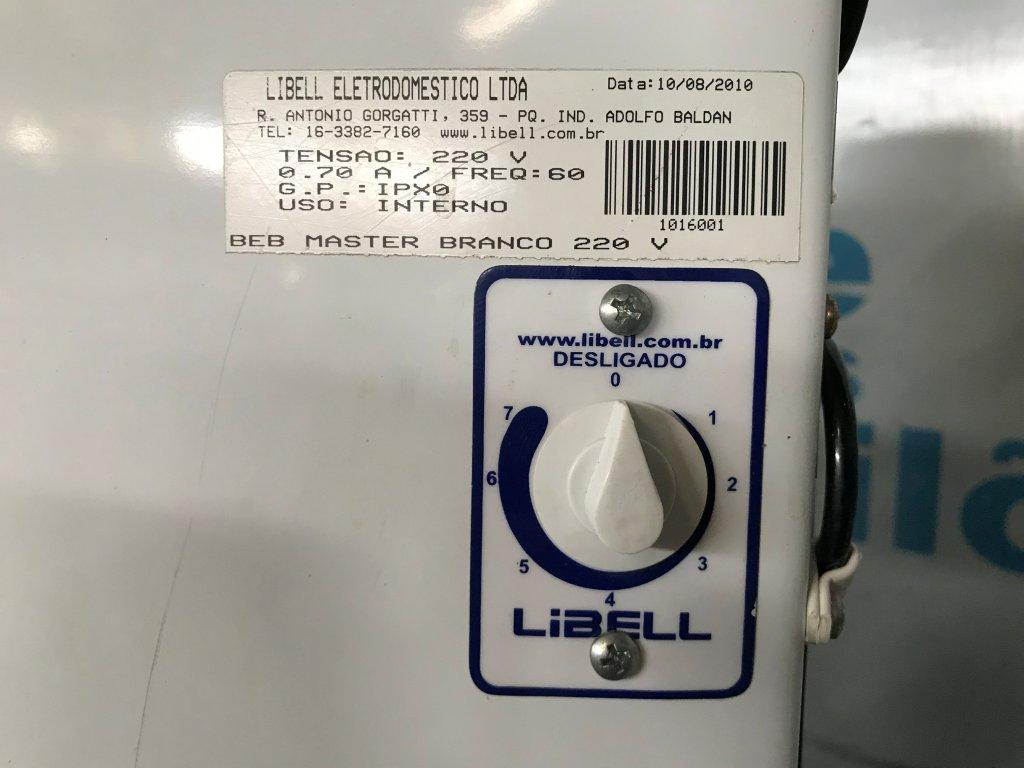 LIBELL ELETRODOMESTICO LTDA
Data:10/08/2010
R. ANTONIO GORGATTI, 359 - PQ. IND. ADOLFO BALDAN
TEL: 16-3382-7160 www.libell.com.br
TENSAO: 220 V
0.70 A / FREQ:60
G.P.:IPX0
USO: INTERNO
1016001
BEB MASTER BRANCO 220 V
www.libell.com.br
DESLIGADO
0
7
1
6
2
5
3
4
LiBELL